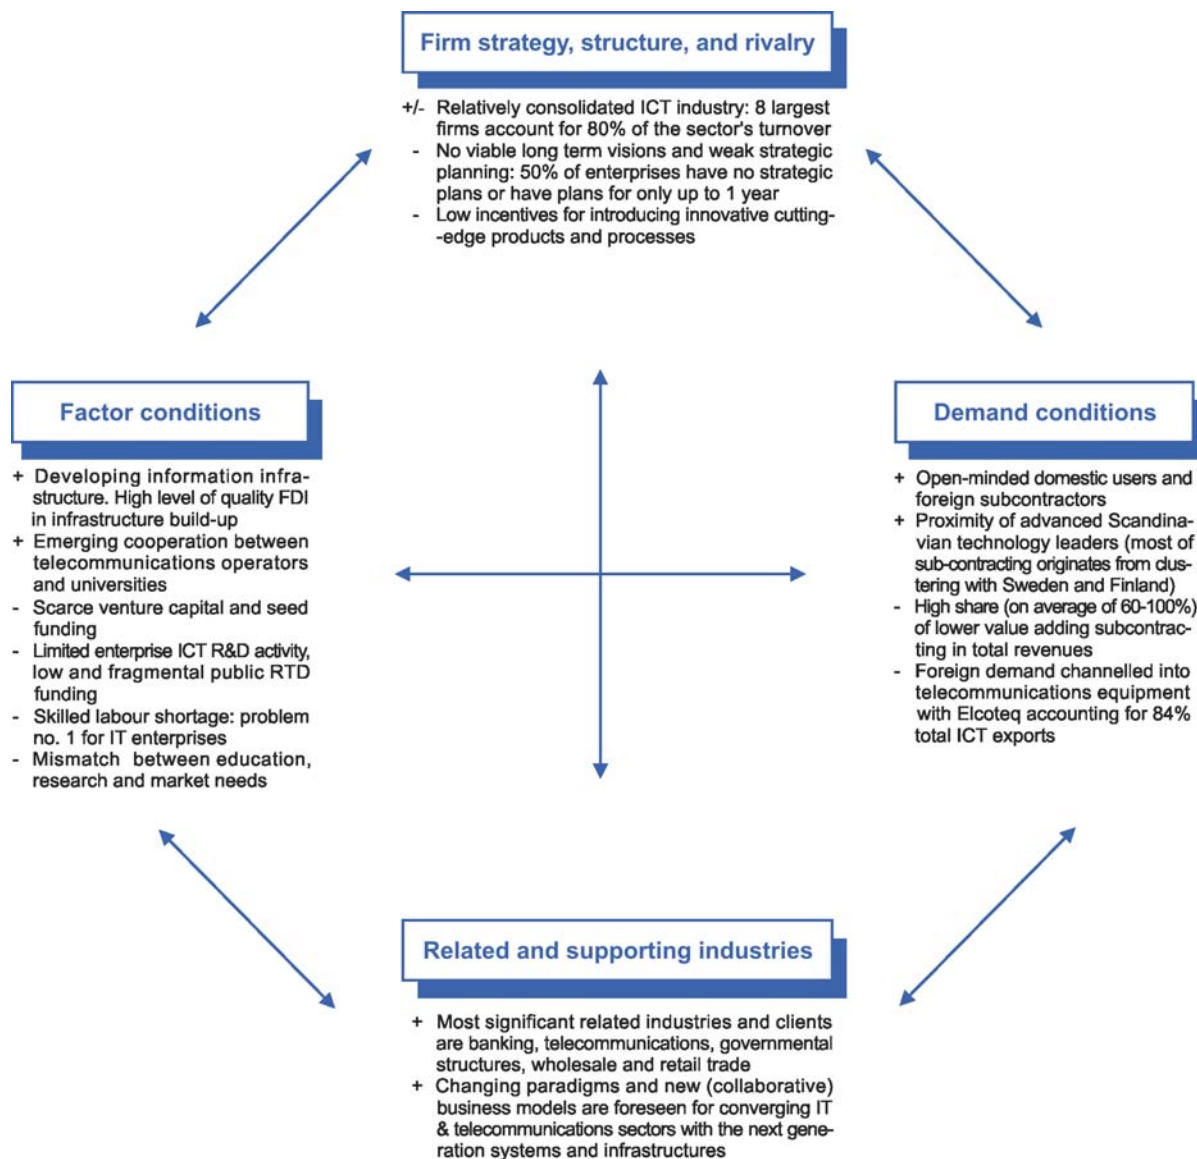 Firm strategy, structure, and rivalry
+/- Relatively consolidated ICT industry: 8 largest
firms account for 80% of the sector's turnover
- No viable long term visions and weak strategic
planning: 50% of enterprises have no strategic
plans or have plans for only up to 1 year
- Low incentives for introducing innovative cutting-
-edge products and processes
Factor conditions
+ Developing information infra-
structure. High level of quality FDI
in infrastructure build-up
+ Emerging cooperation between
telecommunications operators
and universities
- Scarce venture capital and seed
funding
- Limited enterprise ICT R&D activity,
low and fragmental public RTD
funding
- Skilled labour shortage: problem
no. 1 for IT enterprises
- Mismatch between education,
research and market needs
Demand conditions
+ Open-minded domestic users and
foreign subcontractors
+ Proximity of advanced Scandina-
vian technology leaders (most of
sub-contracting originates from clus-
tering with Sweden and Finland)
- High share (on average of 60-100%)
of lower value adding subcontrac-
ting in total revenues
- Foreign demand channelled into
telecommunications equipment
with Elcoteq accounting for 84%
total ICT exports
Related and supporting industries
+ Most significant related industries and clients
are banking, telecommunications, governmental
structures, wholesale and retail trade
+ Changing paradigms and new (collaborative)
business models are foreseen for converging IT
& telecommunications sectors with the next gene-
ration systems and infrastructures